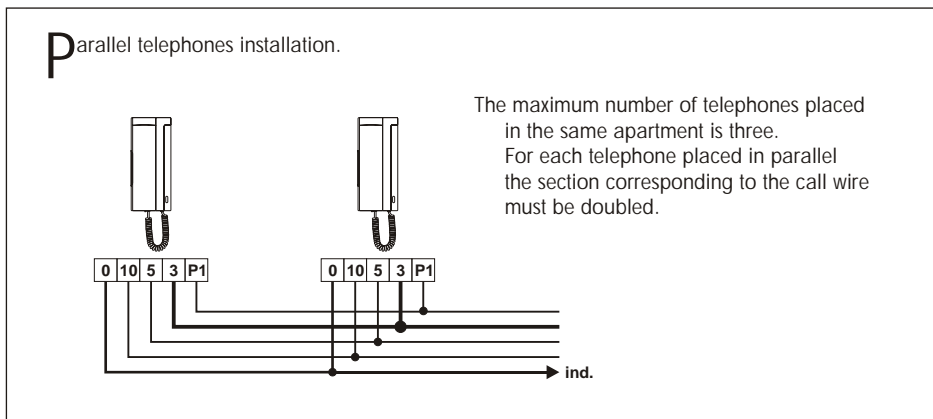 Parallel telephones installation.
The maximum number of telephones placed
in the same apartment is three.
For each telephone placed in parallel
the section corresponding to the call wire
must be doubled.
0 10 5 3 P1 0 10 5 3 P1
ind.